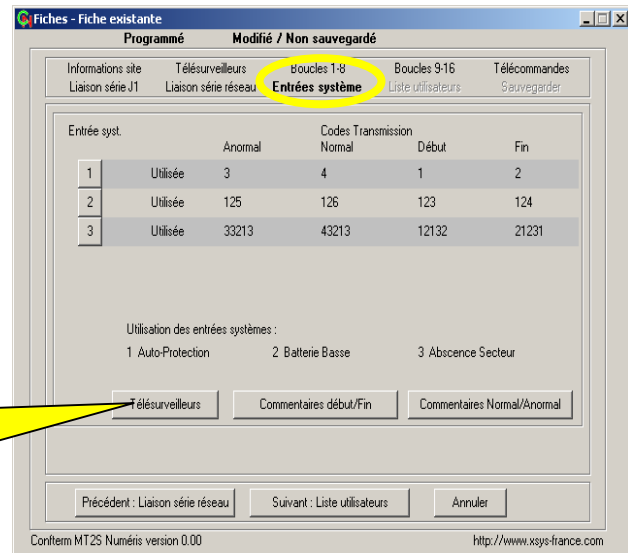 Fiches - Fiche existante
Programmé Modifié / Non sauvegardé
Informations site Télésurveilleurs Boucles 1-8 Boucles 9-16 Télécommandes
Liaison série J1 Liaison série réseau Entrées système Liste utilisateurs Sauvegarder
Entrée syst. Codes Transmission
Anormal Normal Début Fin
1 Utilisée 3 4 1 2
2 Utilisée 125 126 123 124
3 Utilisée 33213 43213 12132 21231
Utilisation des entrées systèmes :
1 Auto-Protection 2 Batterie Basse 3 Abscence Secteur
Télésurveilleurs Commentaires début/Fin Commentaires Normal/Anormal
Précédent : Liaison série réseau Suivant : Liste utilisateurs Annuler
Confterm MT2S Numéris version 0.00 http://www.xsys-france.com